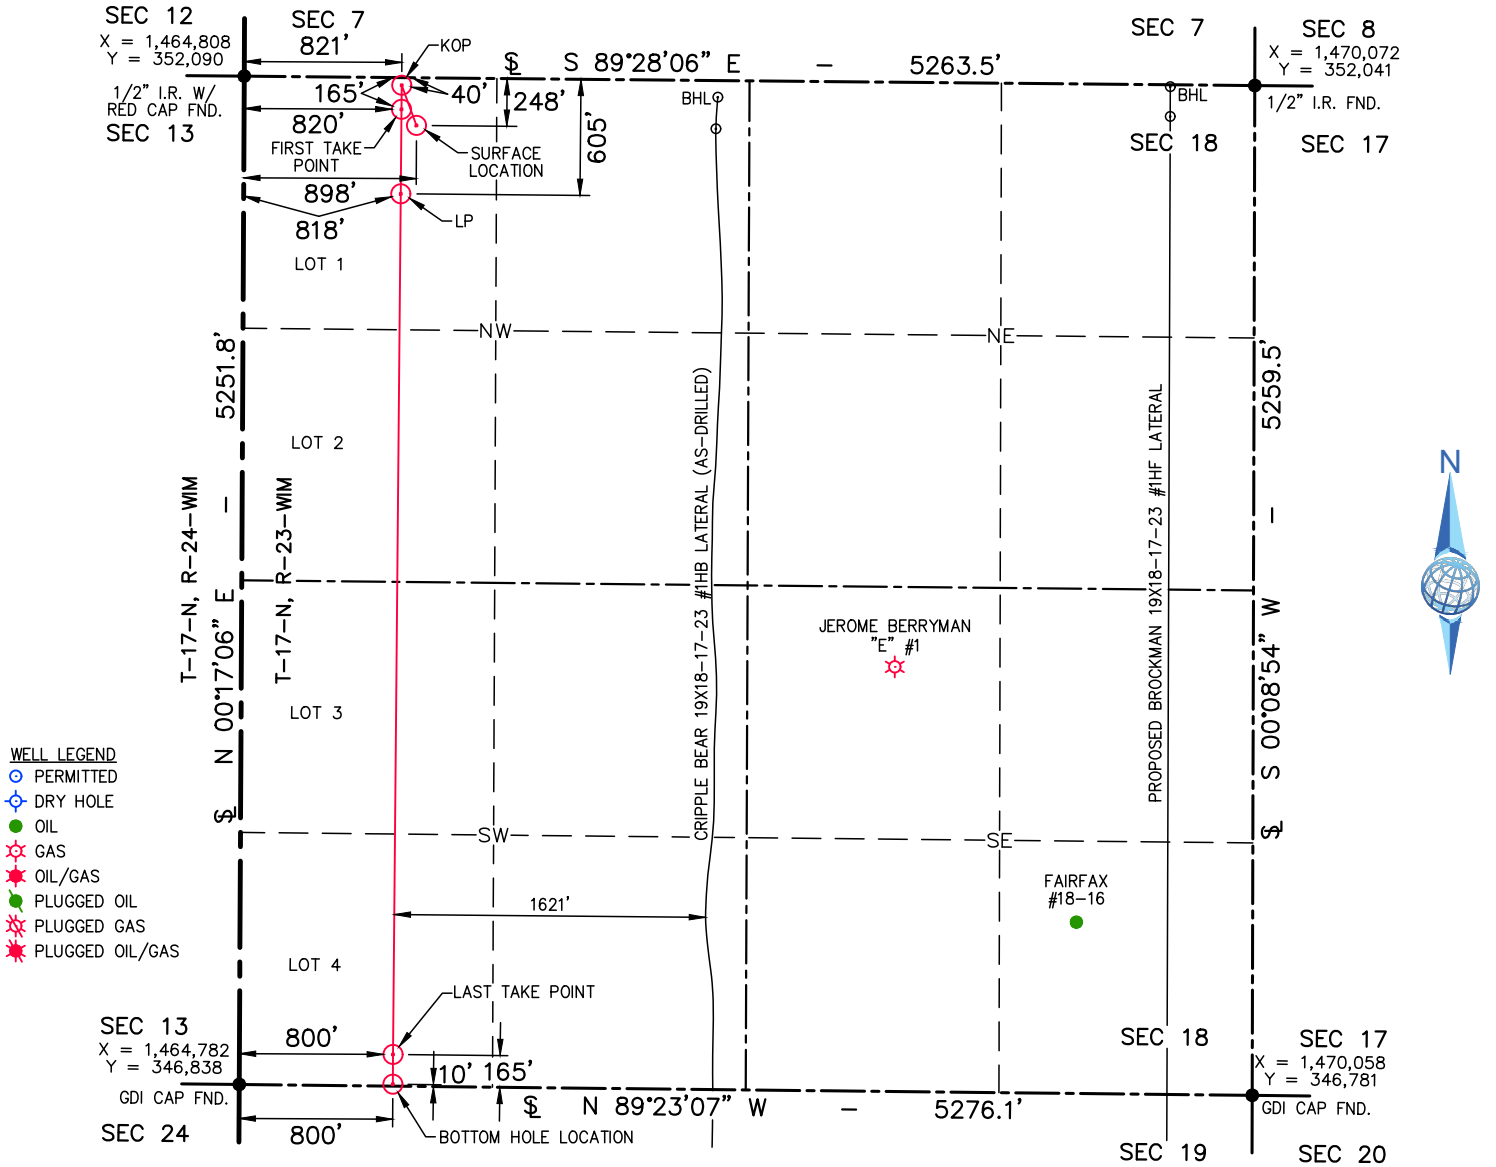 SEC 12
SEC 7
SEC 7
SEC 8
X = 1,464,808
Y = 352,090
821'
KOP
℄ S 89°28'06" E - 5263.5'
X = 1,470,072
Y = 352,041
1/2" I.R. W/
RED CAP FND.
165'
40'
248'
BHL
BHL
1/2" I.R. FND.
SEC 13
820'
605'
SEC 18
SEC 17
FIRST TAKE
POINT
SURFACE
LOCATION
898'
LP
818'
LOT 1
NW
NE
℄ N 00°17'06" E - 5251.8'
℄ S 00°08'54" W - 5259.5'
LOT 2
T-17-N, R-24-WIM
T-17-N, R-23-WIM
CRIPPLE BEAR 19X18-17-23 #1HB LATERAL (AS-DRILLED)
PROPOSED BROCKMAN 19X18-17-23 #1HF LATERAL
N
JEROME BERRYMAN
"E" #1
LOT 3
WELL LEGEND
PERMITTED
DRY HOLE
OIL
GAS
OIL/GAS
PLUGGED OIL
PLUGGED GAS
PLUGGED OIL/GAS
SW
SE
FAIRFAX
#18-16
1621'
LOT 4
LAST TAKE POINT
SEC 13
800'
SEC 18
SEC 17
X = 1,464,782
Y = 346,838
10'
165'
X = 1,470,058
Y = 346,781
GDI CAP FND.
℄ N 89°23'07" W - 5276.1'
GDI CAP FND.
SEC 24
800'
BOTTOM HOLE LOCATION
SEC 19
SEC 20